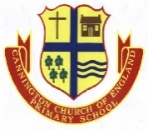 CANNINGTON CHURCH OF ENGLAND
PRIMARY SCHOOL